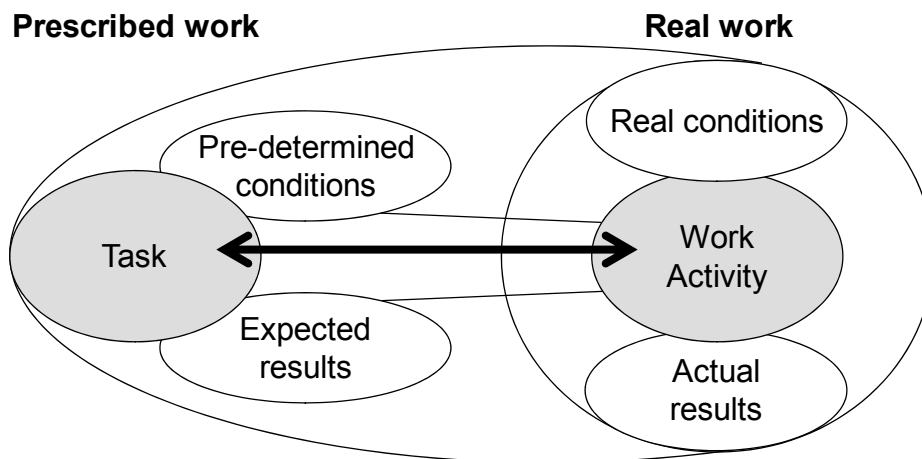 Prescribed work
Real work
Pre-determined
conditions
Real conditions
Task
Work
Activity
Expected
results
Actual
results